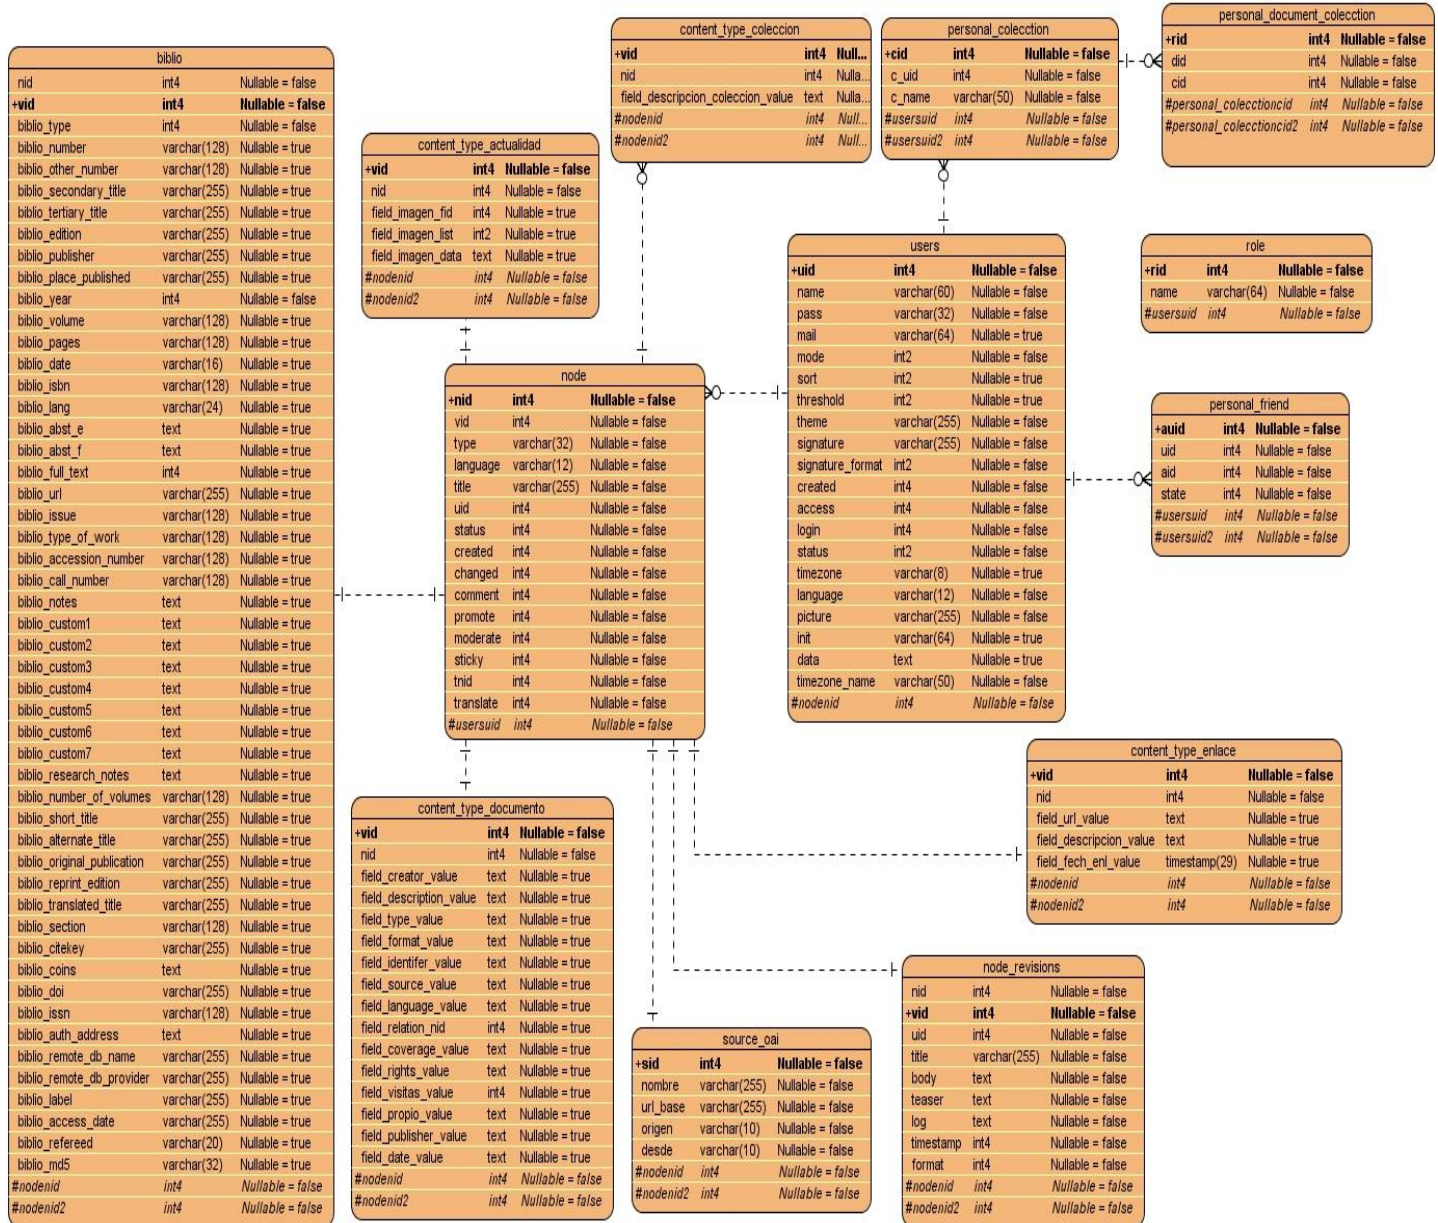 biblio
nid int4 Nullable = false
+vid int4 Nullable = false
biblio_type int4 Nullable = false
biblio_number varchar(128) Nullable = true
biblio_other_number varchar(128) Nullable = true
biblio_secondary_title varchar(255) Nullable = true
biblio_tertiary_title varchar(255) Nullable = true
biblio_edition varchar(255) Nullable = true
biblio_publisher varchar(255) Nullable = true
biblio_place_published varchar(255) Nullable = true
biblio_year int4 Nullable = false
biblio_volume varchar(128) Nullable = true
biblio_pages varchar(128) Nullable = true
biblio_date varchar(16) Nullable = true
biblio_isbn varchar(128) Nullable = true
biblio_lang varchar(24) Nullable = true
biblio_abst_e text Nullable = true
biblio_abst_f text Nullable = true
biblio_full_text int4 Nullable = true
biblio_url varchar(255) Nullable = true
biblio_issue varchar(128) Nullable = true
biblio_type_of_work varchar(128) Nullable = true
biblio_accession_number varchar(128) Nullable = true
biblio_call_number varchar(128) Nullable = true
biblio_notes text Nullable = true
biblio_custom1 text Nullable = true
biblio_custom2 text Nullable = true
biblio_custom3 text Nullable = true
biblio_custom4 text Nullable = true
biblio_custom5 text Nullable = true
biblio_custom6 text Nullable = true
biblio_custom7 text Nullable = true
biblio_research_notes text Nullable = true
biblio_number_of_volumes varchar(128) Nullable = true
biblio_short_title varchar(255) Nullable = true
biblio_alternate_title varchar(255) Nullable = true
biblio_original_publication varchar(255) Nullable = true
biblio_reprint_edition varchar(255) Nullable = true
biblio_translated_title varchar(255) Nullable = true
biblio_section varchar(128) Nullable = true
biblio_citekey varchar(255) Nullable = true
biblio_coins text Nullable = true
biblio_doi varchar(255) Nullable = true
biblio_issn varchar(128) Nullable = true
biblio_auth_address text Nullable = true
biblio_remote_db_name varchar(255) Nullable = true
biblio_remote_db_provider varchar(255) Nullable = true
biblio_label varchar(255) Nullable = true
biblio_access_date varchar(255) Nullable = true
biblio_refereed varchar(20) Nullable = true
biblio_md5 varchar(32) Nullable = true
#nodenid int4 Nullable = false
#nodenid2 int4 Nullable = false
content_type_actualidad
+vid int4 Nullable = false
nid int4 Nullable = false
field_imagen_fid int4 Nullable = true
field_imagen_list int2 Nullable = true
field_imagen_data text Nullable = true
#nodenid int4 Nullable = false
#nodenid2 int4 Nullable = false
content_type_coleccion
+vid int4 Null...
nid int4 Nulla...
field_descripcion_coleccion_value text Nulla...
#nodenid int4 Null...
#nodenid2 int4 Null...
personal_colecction
+cid int4 Nullable = false
c_uid int4 Nullable = false
c_name varchar(50) Nullable = false
#usersuid int4 Nullable = false
#usersuid2 int4 Nullable = false
personal_document_colecction
+rid int4 Nullable = false
did int4 Nullable = false
cid int4 Nullable = false
#personal_colecctioncid int4 Nullable = false
#personal_colecctioncid2 int4 Nullable = false
node
+nid int4 Nullable = false
vid int4 Nullable = false
type varchar(32) Nullable = false
language varchar(12) Nullable = false
title varchar(255) Nullable = false
uid int4 Nullable = false
status int4 Nullable = false
created int4 Nullable = false
changed int4 Nullable = false
comment int4 Nullable = false
promote int4 Nullable = false
moderate int4 Nullable = false
sticky int4 Nullable = false
tnid int4 Nullable = false
translate int4 Nullable = false
#usersuid int4 Nullable = false
users
+uid int4 Nullable = false
name varchar(60) Nullable = false
pass varchar(32) Nullable = false
mail varchar(64) Nullable = true
mode int2 Nullable = false
sort int2 Nullable = true
threshold int2 Nullable = true
theme varchar(255) Nullable = false
signature varchar(255) Nullable = false
signature_format int2 Nullable = false
created int4 Nullable = false
access int4 Nullable = false
login int4 Nullable = false
status int2 Nullable = false
timezone varchar(8) Nullable = true
language varchar(12) Nullable = false
picture varchar(255) Nullable = false
init varchar(64) Nullable = true
data text Nullable = true
timezone_name varchar(50) Nullable = false
#nodenid int4 Nullable = false
role
+rid int4 Nullable = false
name varchar(64) Nullable = false
#usersuid int4 Nullable = false
personal_friend
+auid int4 Nullable = false
uid int4 Nullable = false
aid int4 Nullable = false
state int4 Nullable = false
#usersuid int4 Nullable = false
#usersuid2 int4 Nullable = false
content_type_documento
+vid int4 Nullable = false
nid int4 Nullable = false
field_creator_value text Nullable = true
field_description_value text Nullable = true
field_type_value text Nullable = true
field_format_value text Nullable = true
field_identifer_value text Nullable = true
field_source_value text Nullable = true
field_language_value text Nullable = true
field_relation_nid int4 Nullable = true
field_coverage_value text Nullable = true
field_rights_value text Nullable = true
field_visitas_value int4 Nullable = true
field_propio_value text Nullable = true
field_publisher_value text Nullable = true
field_date_value text Nullable = true
#nodenid int4 Nullable = false
#nodenid2 int4 Nullable = false
source_oai
+sid int4 Nullable = false
nombre varchar(255) Nullable = false
url_base varchar(255) Nullable = false
origen varchar(10) Nullable = false
desde varchar(10) Nullable = false
#nodenid int4 Nullable = false
#nodenid2 int4 Nullable = false
content_type_enlace
+vid int4 Nullable = false
nid int4 Nullable = false
field_url_value text Nullable = true
field_descripcion_value text Nullable = true
field_fech_enl_value timestamp(29) Nullable = true
#nodenid int4 Nullable = false
#nodenid2 int4 Nullable = false
node_revisions
nid int4 Nullable = false
+vid int4 Nullable = false
uid int4 Nullable = false
title varchar(255) Nullable = false
body text Nullable = false
teaser text Nullable = false
log text Nullable = false
timestamp int4 Nullable = false
format int4 Nullable = false
#nodenid int4 Nullable = false
#nodenid2 int4 Nullable = false